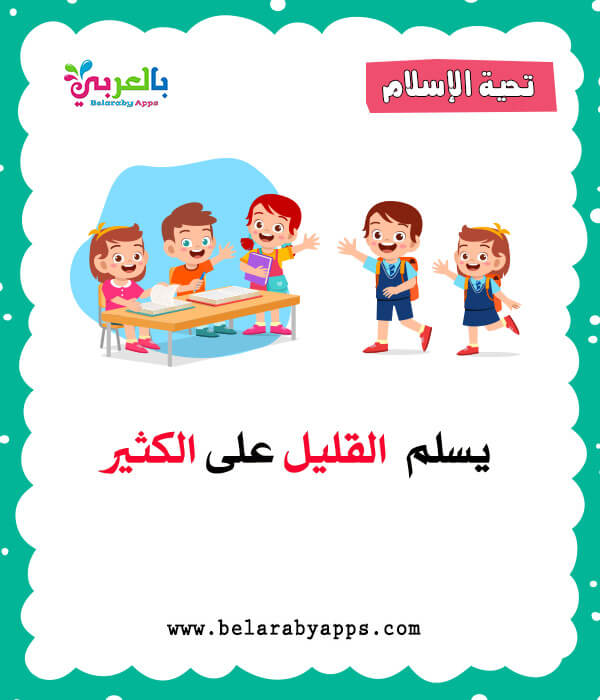 تحية الإسلام
بالعربي
Belaraby Apps
يسلم القليل على الكثير
www.belarabyapps.com